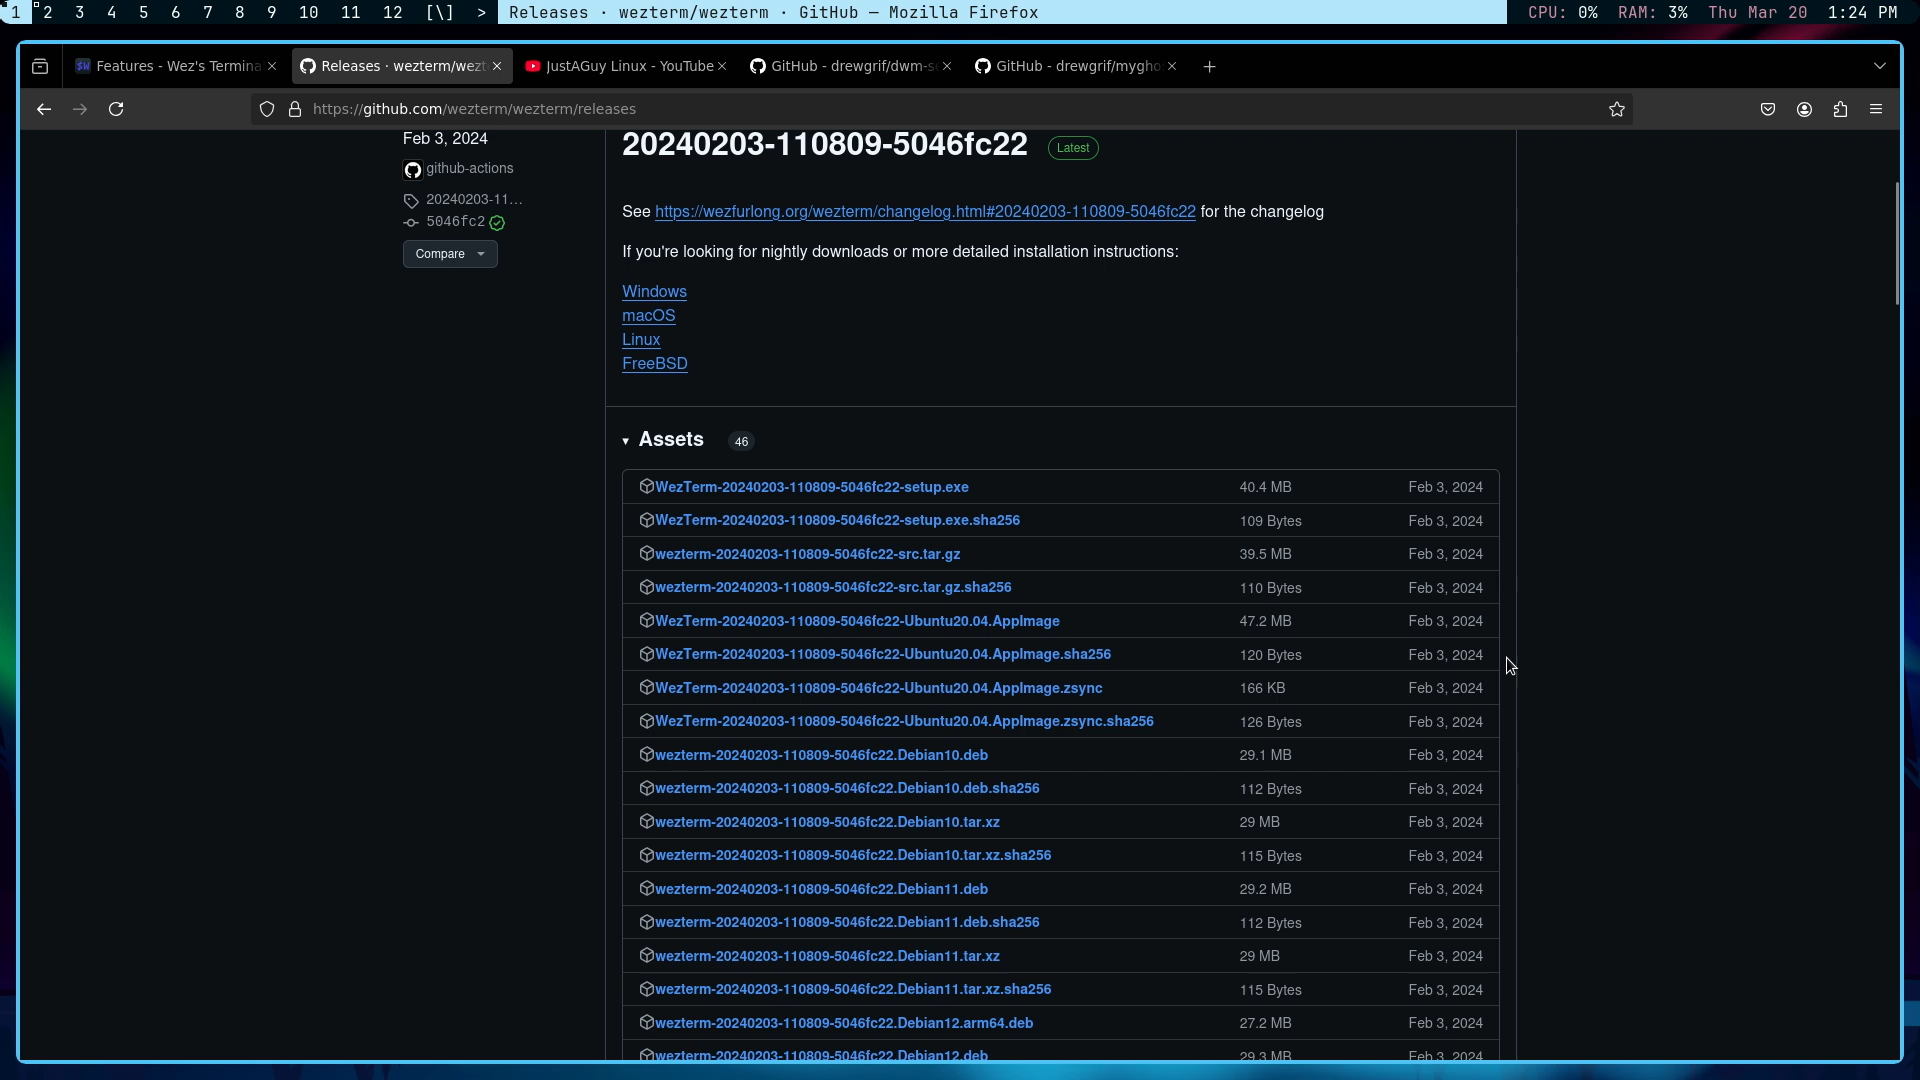 1 2 3 4 5 6 7 8 9 10 11 12 [\] > Releases · wezterm/wezterm · GitHub — Mozilla Firefox CPU: 0% RAM: 3% Thu Mar 20 1:24 PM
Features - Wez's Termina Releases · wezterm/wezt JustAGuy Linux - YouTube GitHub - drewgrif/dwm-s GitHub - drewgrif/mygho
https://github.com/wezterm/wezterm/releases
Feb 3, 2024
github-actions
20240203-11...
5046fc2
Compare
20240203-110809-5046fc22 Latest
See https://wezfurlong.org/wezterm/changelog.html#20240203-110809-5046fc22 for the changelog
If you're looking for nightly downloads or more detailed installation instructions:
Windows
macOS
Linux
FreeBSD
Assets 46
WezTerm-20240203-110809-5046fc22-setup.exe 40.4 MB Feb 3, 2024
WezTerm-20240203-110809-5046fc22-setup.exe.sha256 109 Bytes Feb 3, 2024
wezterm-20240203-110809-5046fc22-src.tar.gz 39.5 MB Feb 3, 2024
wezterm-20240203-110809-5046fc22-src.tar.gz.sha256 110 Bytes Feb 3, 2024
WezTerm-20240203-110809-5046fc22-Ubuntu20.04.AppImage 47.2 MB Feb 3, 2024
WezTerm-20240203-110809-5046fc22-Ubuntu20.04.AppImage.sha256 120 Bytes Feb 3, 2024
WezTerm-20240203-110809-5046fc22-Ubuntu20.04.AppImage.zsync 166 KB Feb 3, 2024
WezTerm-20240203-110809-5046fc22-Ubuntu20.04.AppImage.zsync.sha256 126 Bytes Feb 3, 2024
wezterm-20240203-110809-5046fc22.Debian10.deb 29.1 MB Feb 3, 2024
wezterm-20240203-110809-5046fc22.Debian10.deb.sha256 112 Bytes Feb 3, 2024
wezterm-20240203-110809-5046fc22.Debian10.tar.xz 29 MB Feb 3, 2024
wezterm-20240203-110809-5046fc22.Debian10.tar.xz.sha256 115 Bytes Feb 3, 2024
wezterm-20240203-110809-5046fc22.Debian11.deb 29.2 MB Feb 3, 2024
wezterm-20240203-110809-5046fc22.Debian11.deb.sha256 112 Bytes Feb 3, 2024
wezterm-20240203-110809-5046fc22.Debian11.tar.xz 29 MB Feb 3, 2024
wezterm-20240203-110809-5046fc22.Debian11.tar.xz.sha256 115 Bytes Feb 3, 2024
wezterm-20240203-110809-5046fc22.Debian12.arm64.deb 27.2 MB Feb 3, 2024
wezterm-20240203-110809-5046fc22.Debian12.deb 29.3 MB Feb 3, 2024